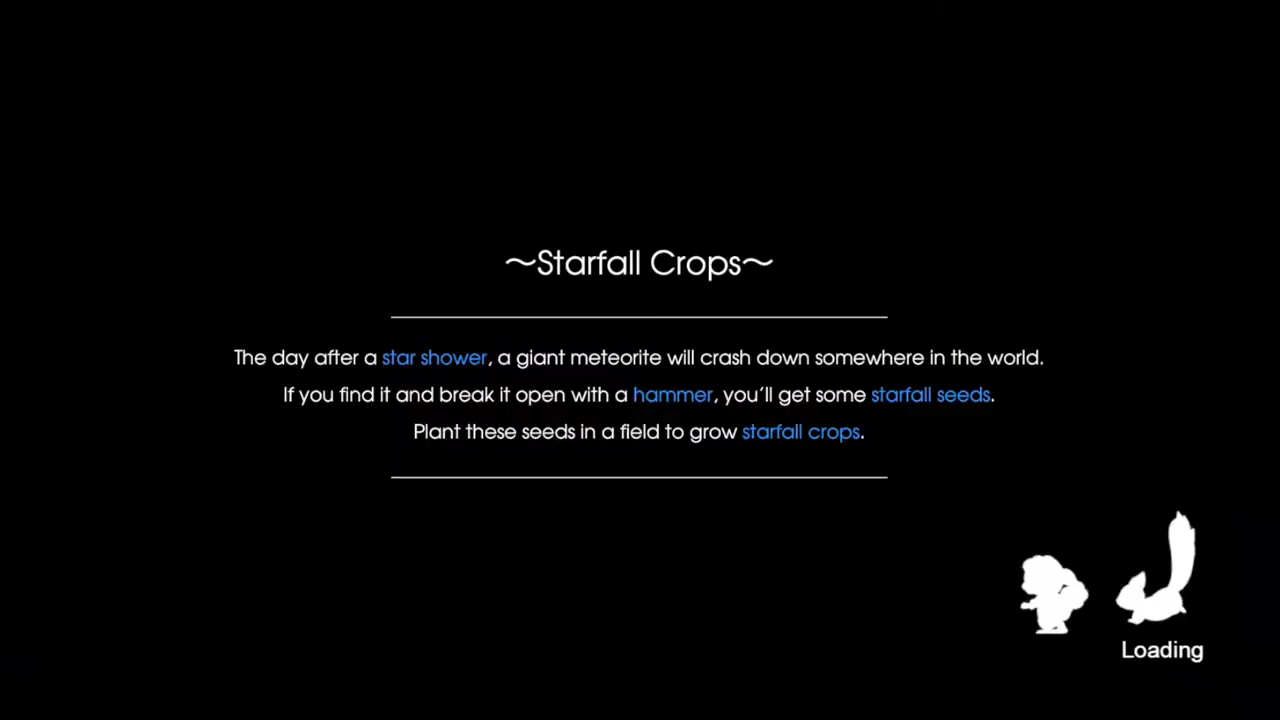 ～Starfall Crops～
The day after a star shower, a giant meteorite will crash down somewhere in the world.
If you find it and break it open with a hammer, you’ll get some starfall seeds.
Plant these seeds in a field to grow starfall crops.
Loading